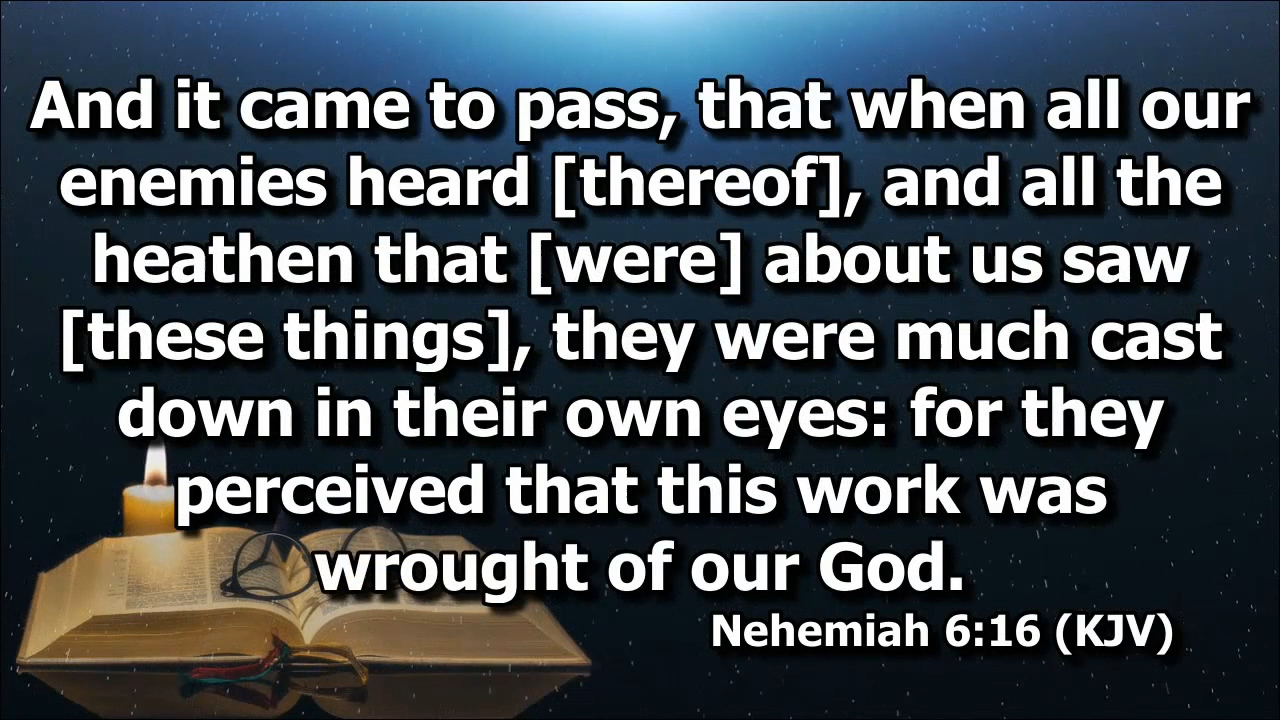 And it came to pass, that when all our
enemies heard [thereof], and all the
heathen that [were] about us saw
[these things], they were much cast
down in their own eyes: for they
perceived that this work was
wrought of our God.
Nehemiah 6:16 (KJV)